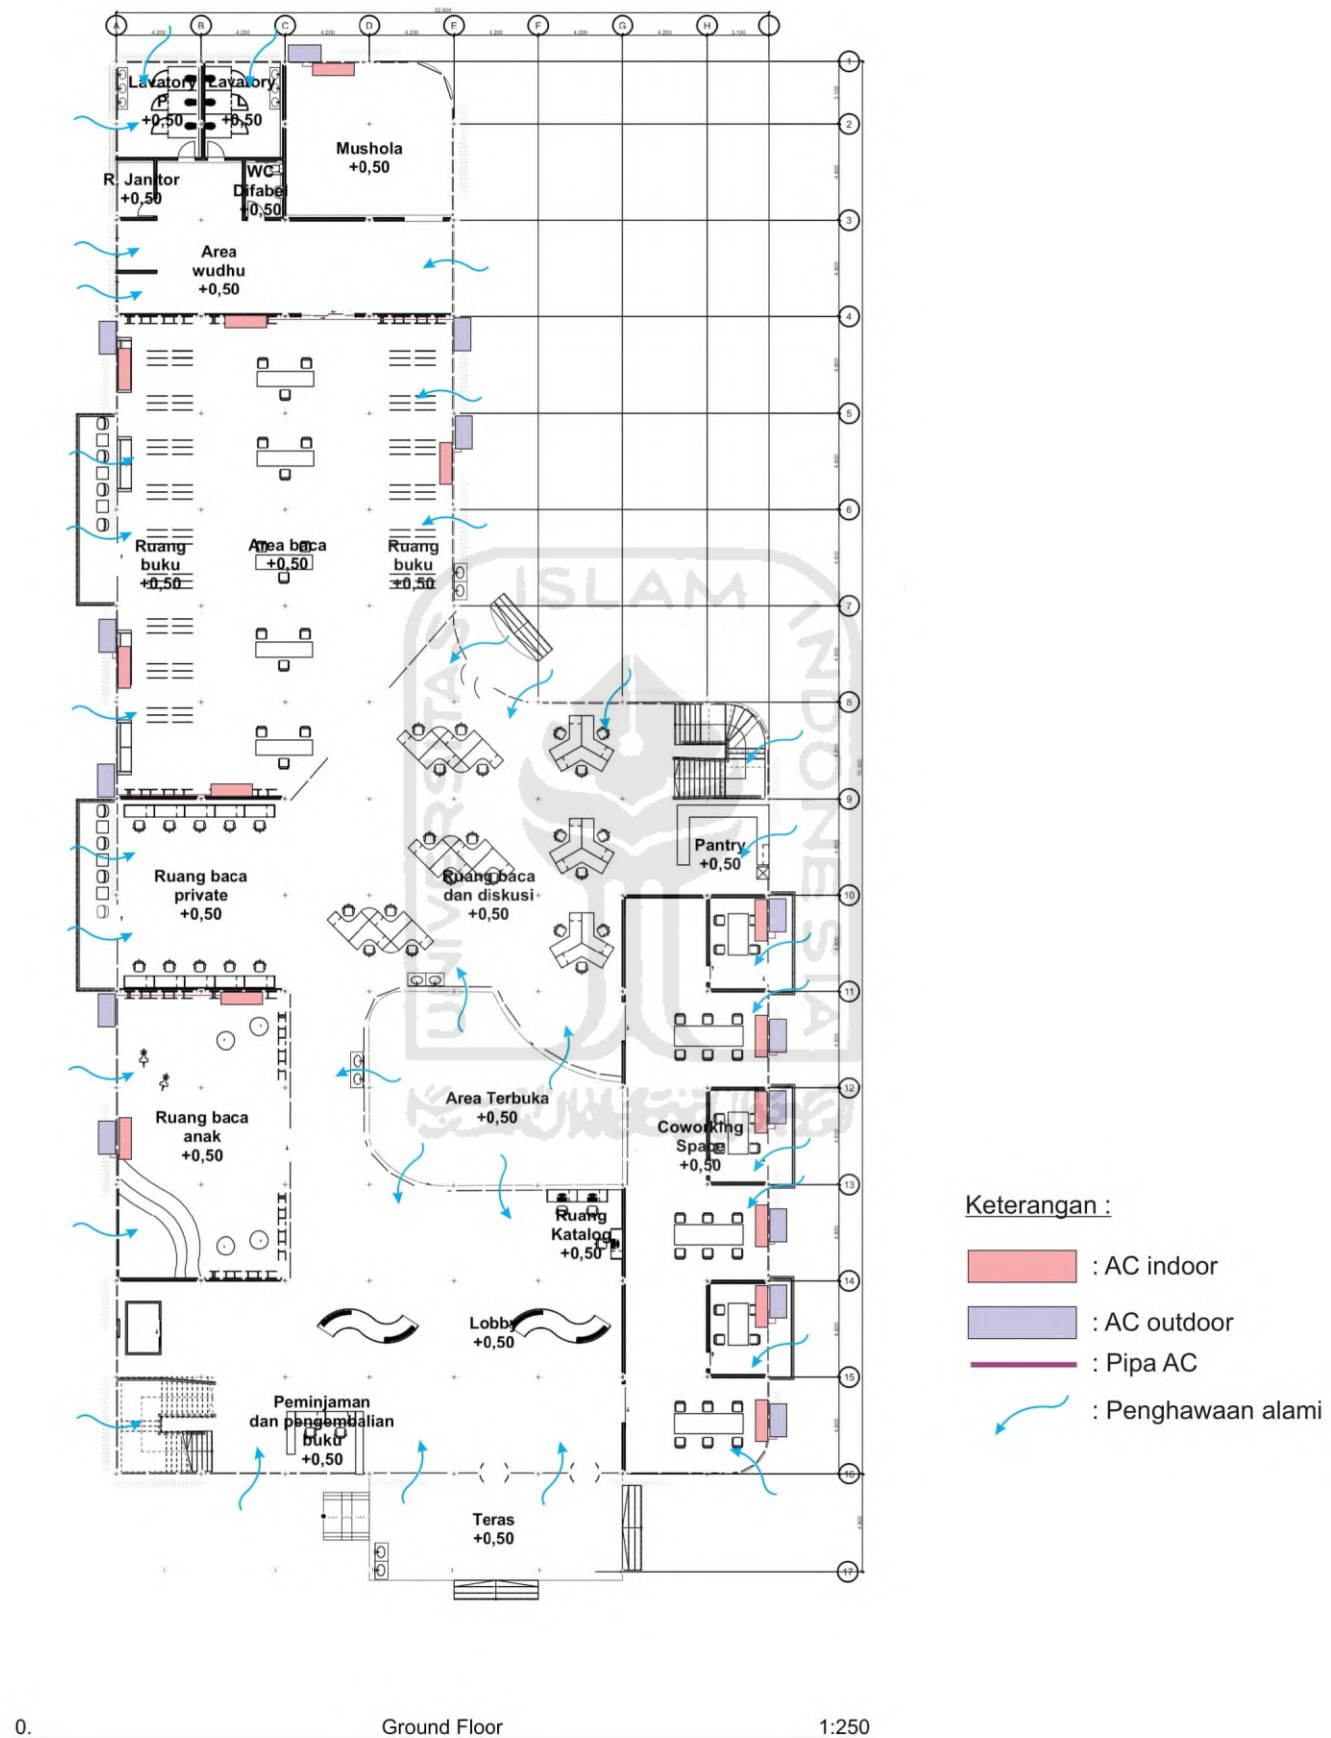 A B C D E F G H
1
Lavatory Lavatory
P L
+0,50 +0,50
2
Mushola
+0,50
R. Janitor
+0,50
WC
Difabel
+0,50
3
Area
wudhu
+0,50
4
5
6
Ruang
buku
+0,50
Area baca
+0,50
Ruang
buku
+0,50
ISLAM
UNIVERSITAS
INDONESIA
7
8
9
Pantry
+0,50
Ruang baca
private
+0,50
Ruang baca
dan diskusi
+0,50
10
11
12
Area Terbuka
+0,50
Ruang baca
anak
+0,50
Coworking
Space
+0,50
13
Ruang
Katalog
+0,50
14
Lobby
+0,50
15
Peminjaman
dan pengembalian
buku
+0,50
16
Teras
+0,50
17
Keterangan :
: AC indoor
: AC outdoor
: Pipa AC
: Penghawaan alami
0. Ground Floor 1:250